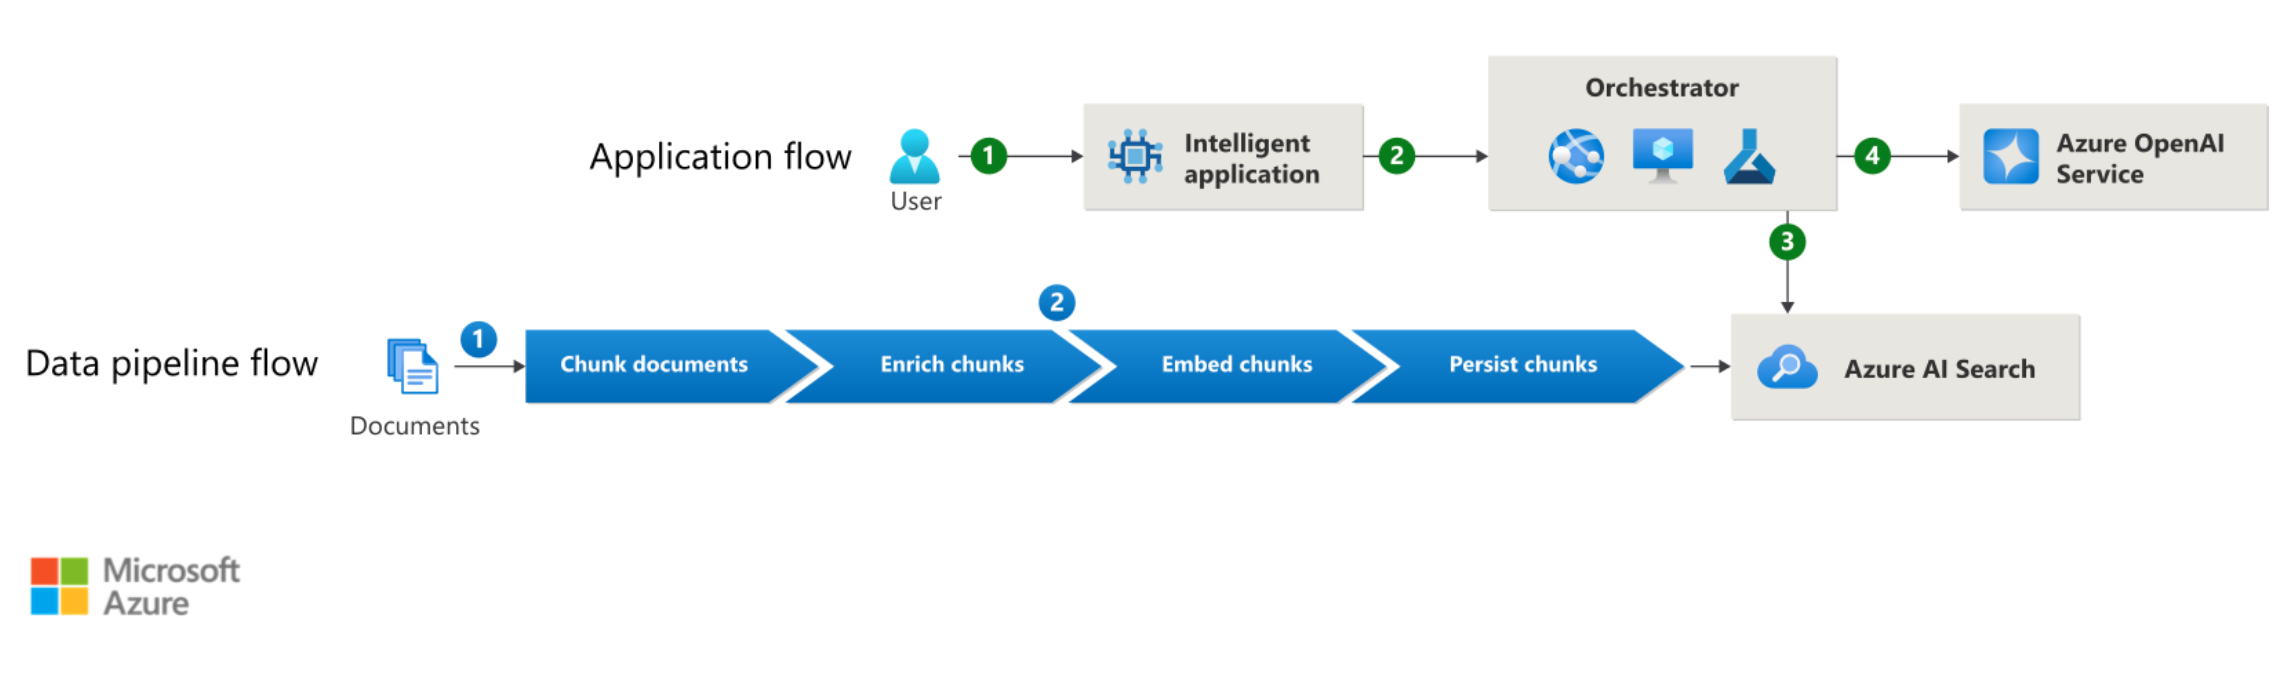 Orchestrator
Application flow
1
Intelligent
application
2
4
Azure OpenAI
Service
User
3
2
Data pipeline flow
1
Chunk documents
Enrich chunks
Embed chunks
Persist chunks
Azure AI Search
Documents
Microsoft
Azure